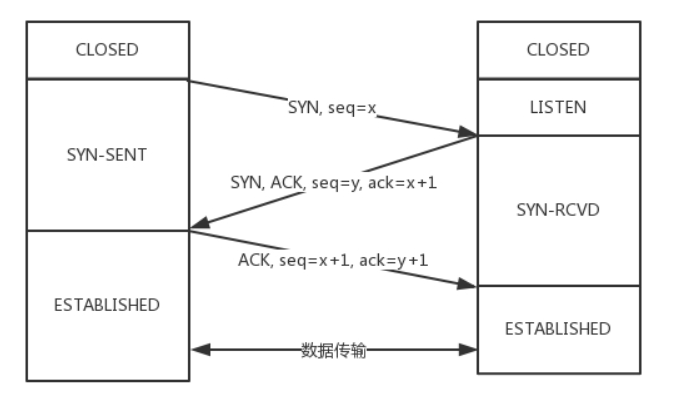 CLOSED
CLOSED
SYN, seq=x
LISTEN
SYN-SENT
SYN, ACK, seq=y, ack=x+1
SYN-RCVD
ACK, seq=x+1, ack=y+1
ESTABLISHED
ESTABLISHED
数据传输